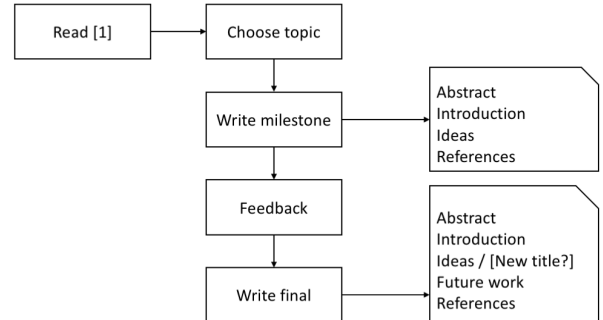 Read [1]
Choose topic
Write milestone
Abstract
Introduction
Ideas
References
Feedback
Write final
Abstract
Introduction
Ideas / [New title?]
Future work
References